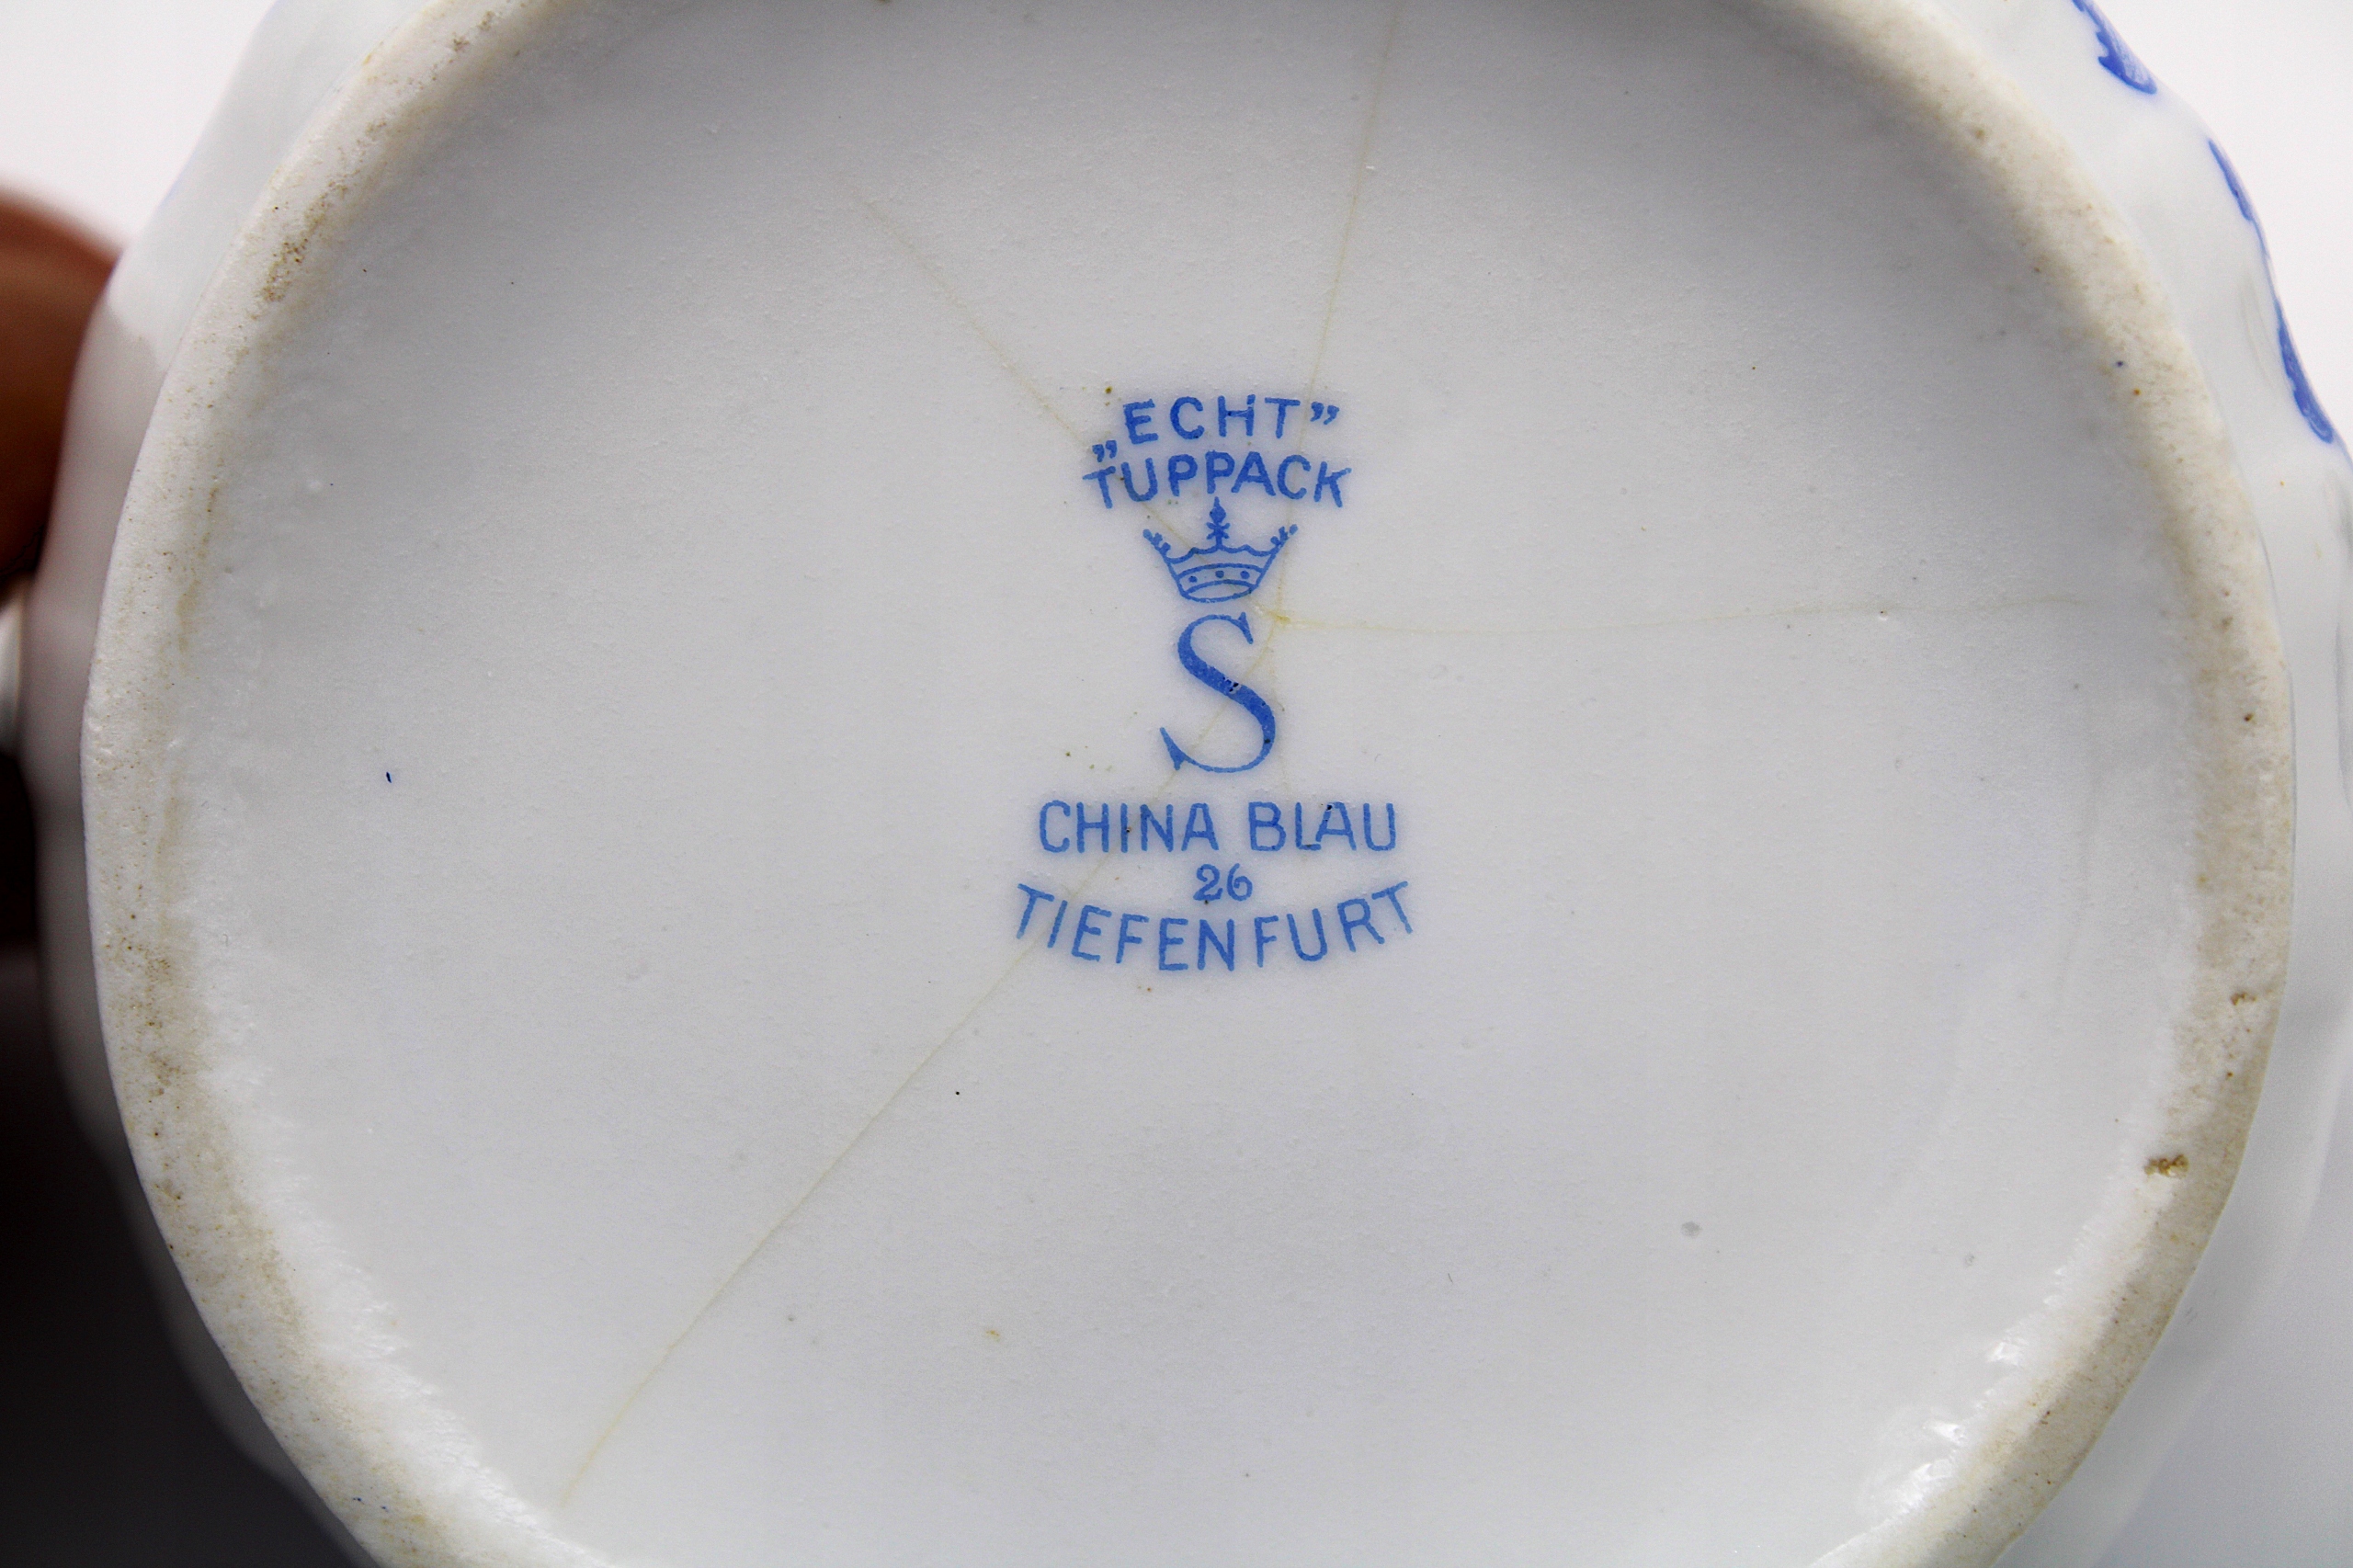 „ECHT”
„TUPPACK
S
CHINA BLAU
26
TIEFENFURT